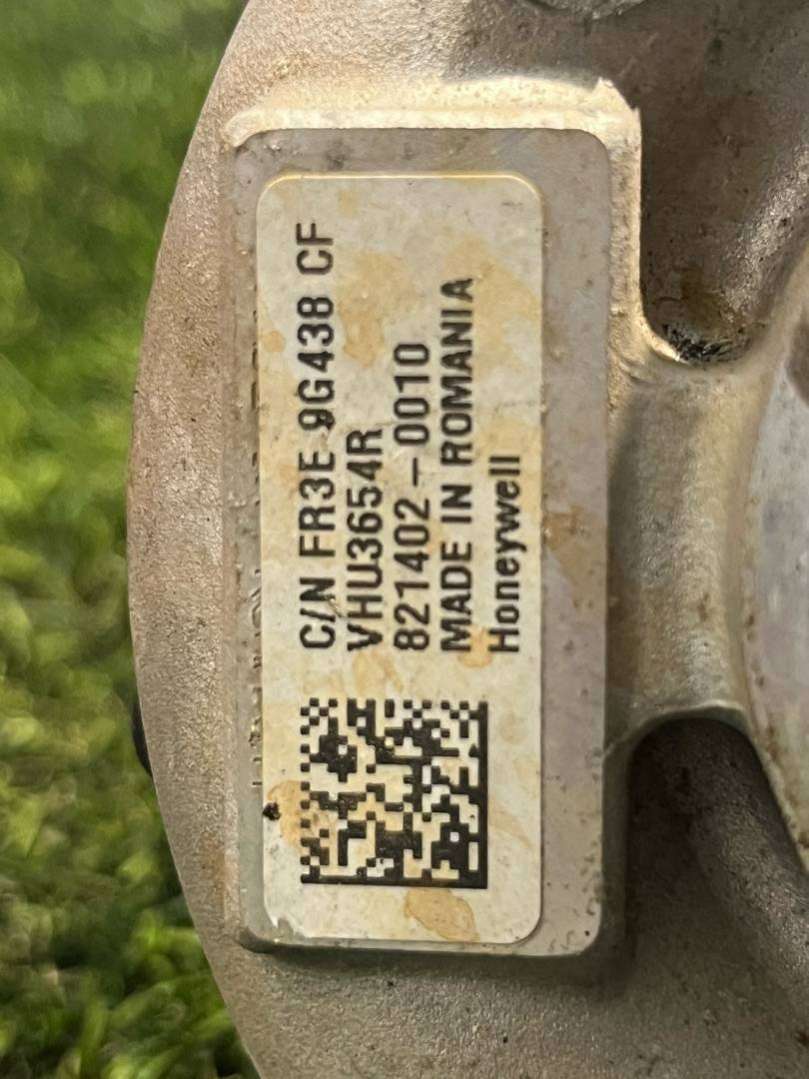 C/N FR3E 9G438 CF
VHU3654R
821402-0010
MADE IN ROMANIA
Honeywell